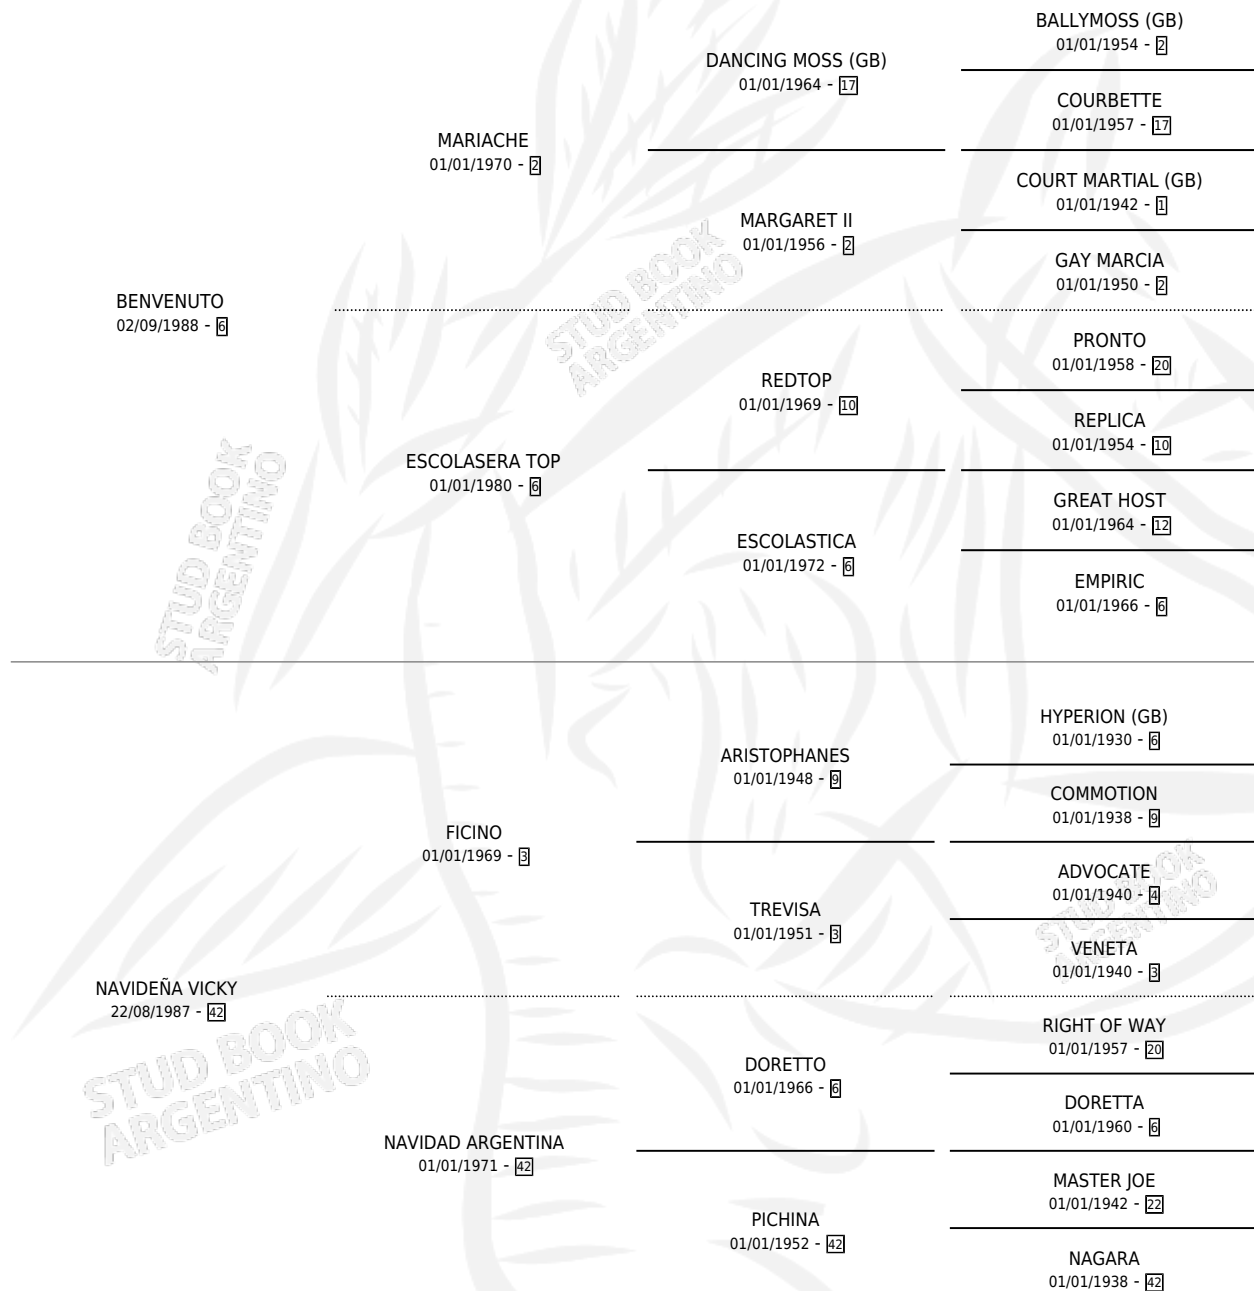 BALLYMOSS (GB)
01/01/1954 - 2
DANCING MOSS (GB)
01/01/1964 - 17
COURBETTE
01/01/1957 - 17
MARIACHE
01/01/1970 - 2
COURT MARTIAL (GB)
01/01/1942 - 1
MARGARET II
01/01/1956 - 2
GAY MARCIA
01/01/1950 - 2
BENVENUTO
02/09/1988 - 6
PRONTO
01/01/1958 - 20
REDTOP
01/01/1969 - 10
REPLICA
01/01/1954 - 10
ESCOLASERA TOP
01/01/1980 - 6
GREAT HOST
01/01/1964 - 12
ESCOLASTICA
01/01/1972 - 6
EMPIRIC
01/01/1966 - 6
HYPERION (GB)
01/01/1930 - 6
ARISTOPHANES
01/01/1948 - 9
COMMOTION
01/01/1938 - 9
FICINO
01/01/1969 - 3
ADVOCATE
01/01/1940 - 4
TREVISA
01/01/1951 - 3
VENETA
01/01/1940 - 3
NAVIDEÑA VICKY
22/08/1987 - 42
RIGHT OF WAY
01/01/1957 - 20
DORETTO
01/01/1966 - 6
DORETTA
01/01/1960 - 6
NAVIDAD ARGENTINA
01/01/1971 - 42
MASTER JOE
01/01/1942 - 22
PICHINA
01/01/1952 - 42
NAGARA
01/01/1938 - 42
STUD BOOK
ARGENTINO
STUD BOOK
ARGENTINO
STUD BOOK
ARGENTINO
STUD BOOK
ARGENTINO